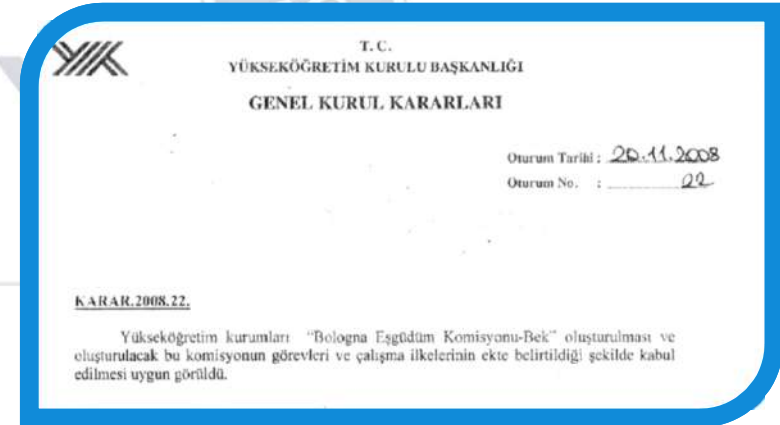 T. C.
YÜKSEKÖĞRETİM KURULU BAŞKANLIĞI
GENEL KURUL KARARLARI
Oturum Tarihi : 20.11.2008
Oturum No. : 22
KARAR.2008.22.
Yükseköğretim kurumları "Bologna Eşgüdüm Komisyonu-Bek" oluşturulması ve
oluşturulacak bu komisyonun görevleri ve çalışma ilkelerinin ekte belirtildiği şekilde kabul
edilmesi uygun görüldü.